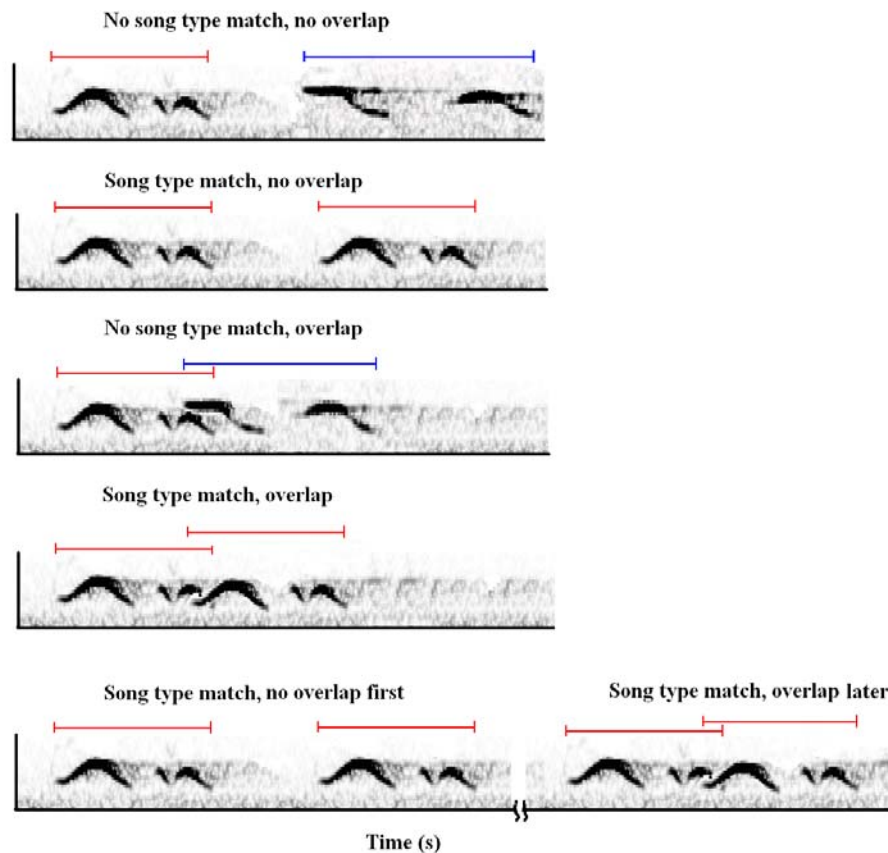 No song type match, no overlap
Song type match, no overlap
No song type match, overlap
Song type match, overlap
Song type match, no overlap first
Song type match, overlap later
Time (s)